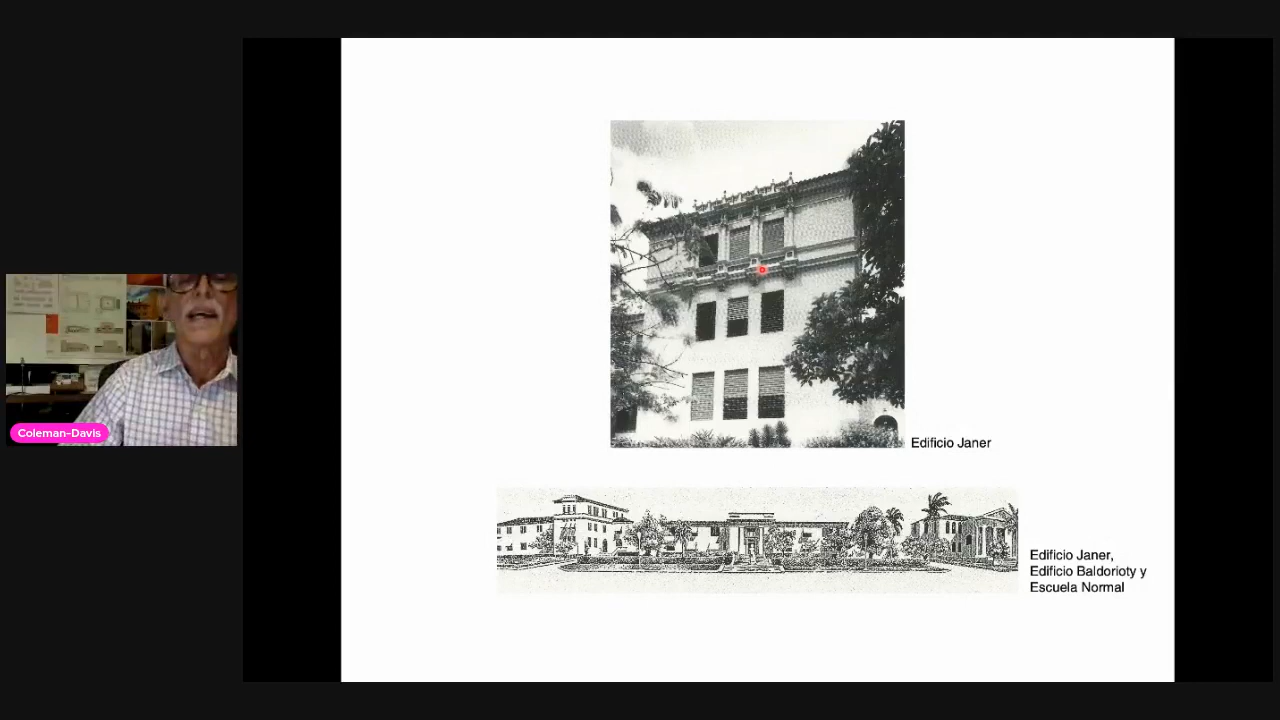 Coleman-Davis
Edificio Janer
Edificio Janer,
Edificio Baldorioty y
Escuela Normal